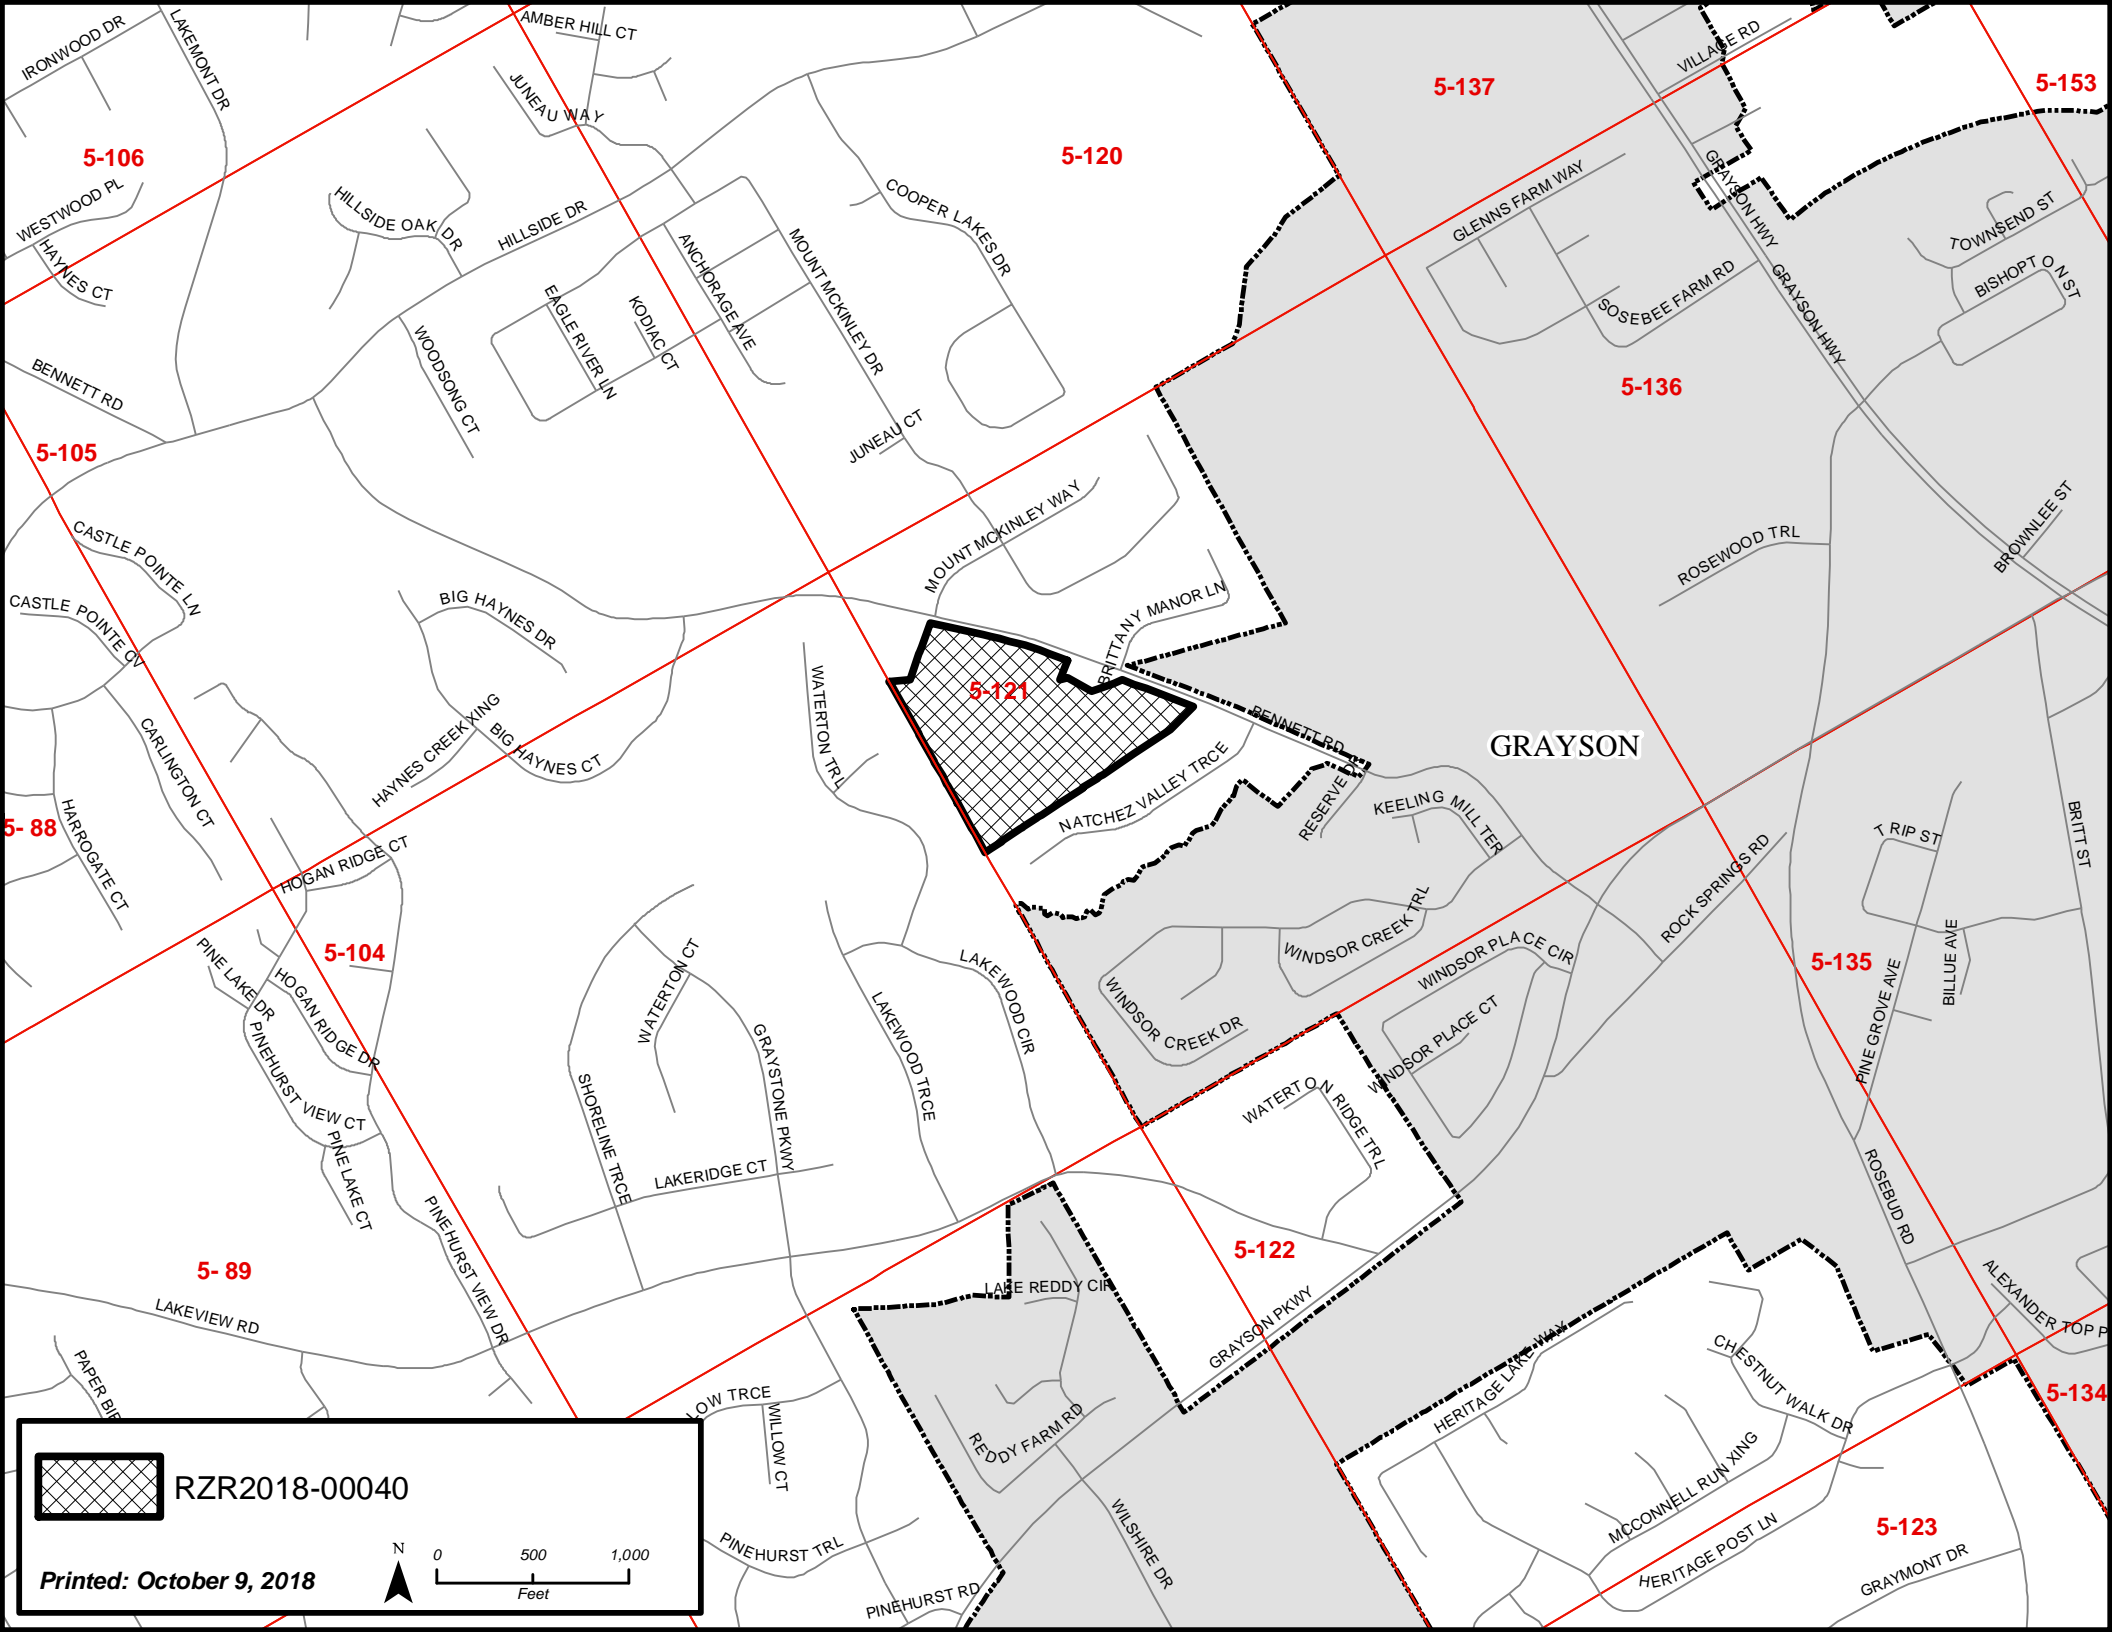 IRONWOOD DR
LAKEMONT DR
AMBER HILL CT
JUNEAU WAY
VILLAGE RD
5-137
5-153
5-106
5-120
WESTWOOD PL
HAYNES CT
HILLSIDE OAK DR
HILLSIDE DR
COOPER LAKES DR
GLENNS FARM WAY
GRAYSON HWY
GRAYSON HWY
TOWNSEND ST
BISHOPTON ST
SOSEBEE FARM RD
ANCHORAGE AVE
MOUNT MCKINLEY DR
EAGLE RIVER LN
KODIAC CT
WOODSONG CT
BENNETT RD
5-136
5-105
JUNEAU CT
CASTLE POINTE LN
CASTLE POINTE CV
MOUNT MCKINLEY WAY
BROWNLEE ST
ROSEWOOD TRL
BIG HAYNES DR
BRITTANY MANOR LN
5-121
WATERTON TRL
HAYNES CREEK XING
BIG HAYNES CT
CARLINGTON CT
BENNETT RD
GRAYSON
NATCHEZ VALLEY TRCE
RESERVE DR
KEELING MILL TER
5- 88
HARROGATE CT
HOGAN RIDGE CT
T RIP ST
BRITT ST
ROCK SPRINGS RD
WINDSOR CREEK TRL
WINDSOR PLACE CIR
BILLUE AVE
5-104
5-135
PINE LAKE DR
HOGAN RIDGE DR
WATERTON CT
LAKEWOOD CIR
LAKEWOOD TRCE
WINDSOR CREEK DR
WINDSOR PLACE CT
PINE GROVE AVE
PINEHURST VIEW CT
GRAYSTONE PKWY
SHORELINE TRCE
WATERTON RIDGE TRL
PINE LAKE CT
LAKERIDGE CT
ROSEBUD RD
PINEHURST VIEW DR
5- 89
5-122
LAKE REDDY CIR
LAKEVIEW RD
GRAYSON PKWY
HERITAGE LAKE WAY
ALEXANDER TOP P
CHESTNUT WALK DR
PAPER BIR
LOW TRCE
WILLOW CT
5-134
REDDY FARM RD
MCCONNELL RUN XING
WILSHIRE DR
5-123
HERITAGE POST LN
GRAYMONT DR
PINEHURST TRL
PINEHURST RD
RZR2018-00040
N
0 500 1,000
Feet
Printed: October 9, 2018